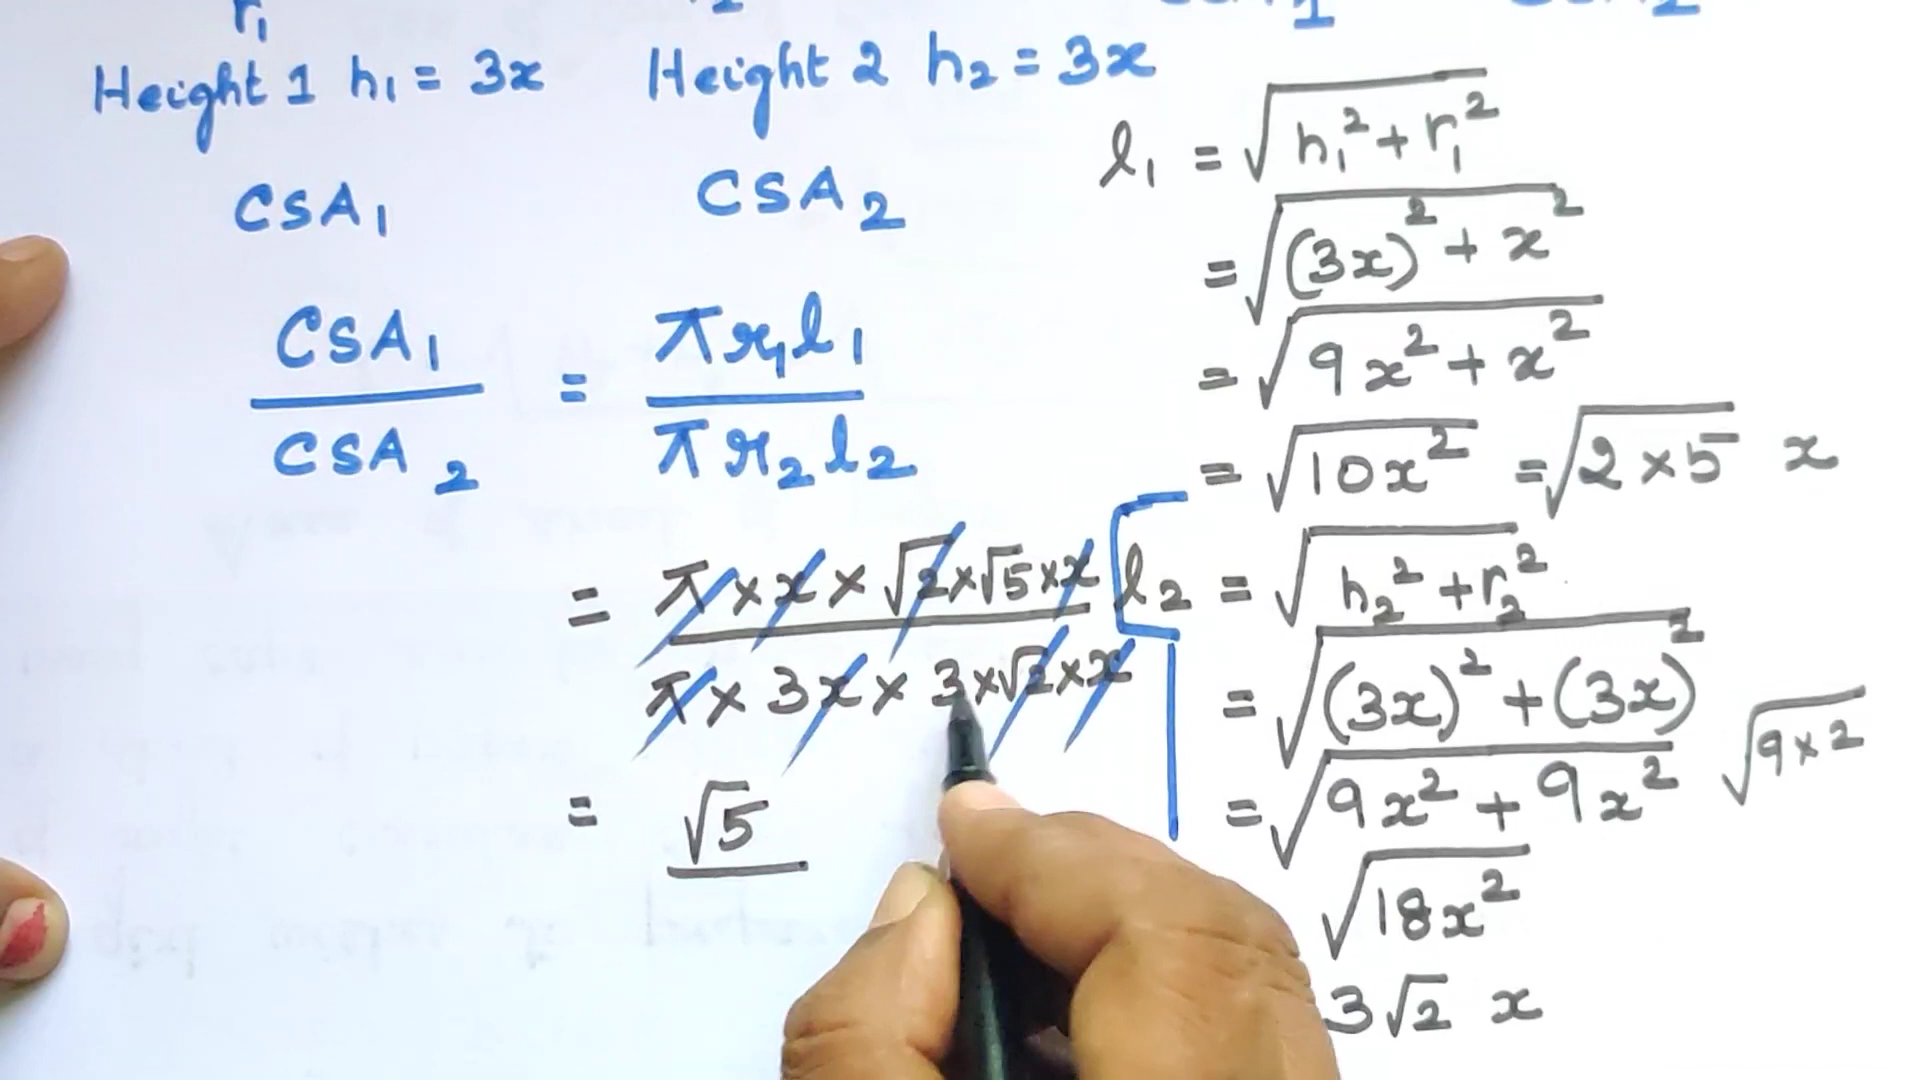 r₁
Height 1 h₁ = 3x
Height 2 h₂ = 3x
CSA₁
CSA₂
CSA₁ / CSA₂ = πr₁l₁ / πr₂l₂
= π × x × √2 × √5 × x / π × 3x × 3 × √2 × x
= √5
l₁ = √(h₁² + r₁²)
= √((3x)² + x²)
= √(9x² + x²)
= √(10x²) = √(2 × 5) x
l₂ = √(h₂² + r₂²)
= √((3x)² + (3x)²)
= √(9x² + 9x²)
√(9 × 2)
√(18x²)
3√2 x